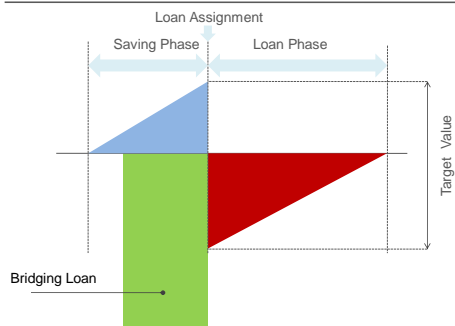 Loan Assignment
Saving Phase
Loan Phase
Target Value
Bridging Loan